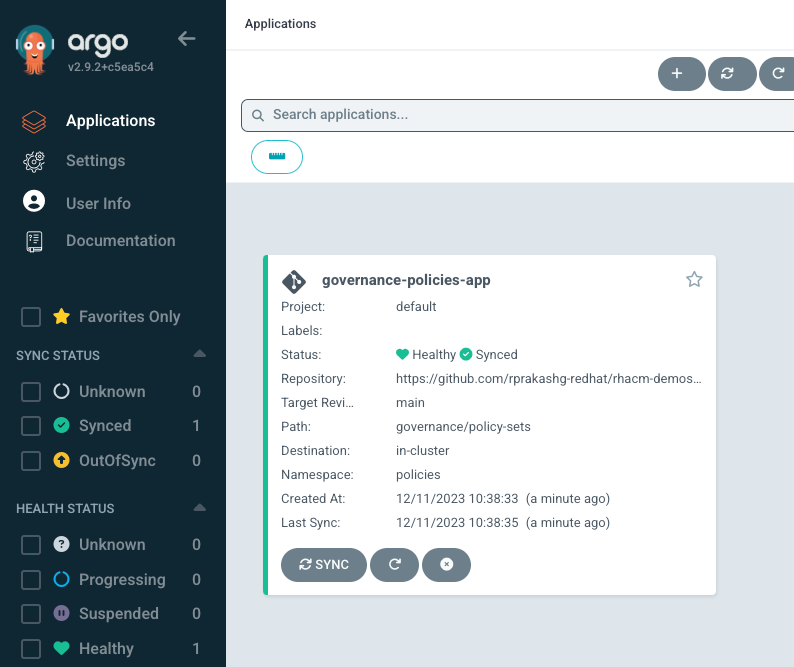 argo
v2.9.2+c5ea5c4
Applications
Settings
User Info
Documentation
Favorites Only
SYNC STATUS
Unknown 0
Synced 1
OutOfSync 0
HEALTH STATUS
Unknown 0
Progressing 0
Suspended 0
Healthy 1
Applications
Search applications...
governance-policies-app
Project: default
Labels:
Status: Healthy Synced
Repository: https://github.com/rprakashg-redhat/rhacm-demos...
Target Revi... main
Path: governance/policy-sets
Destination: in-cluster
Namespace: policies
Created At: 12/11/2023 10:38:33 (a minute ago)
Last Sync: 12/11/2023 10:38:35 (a minute ago)
SYNC